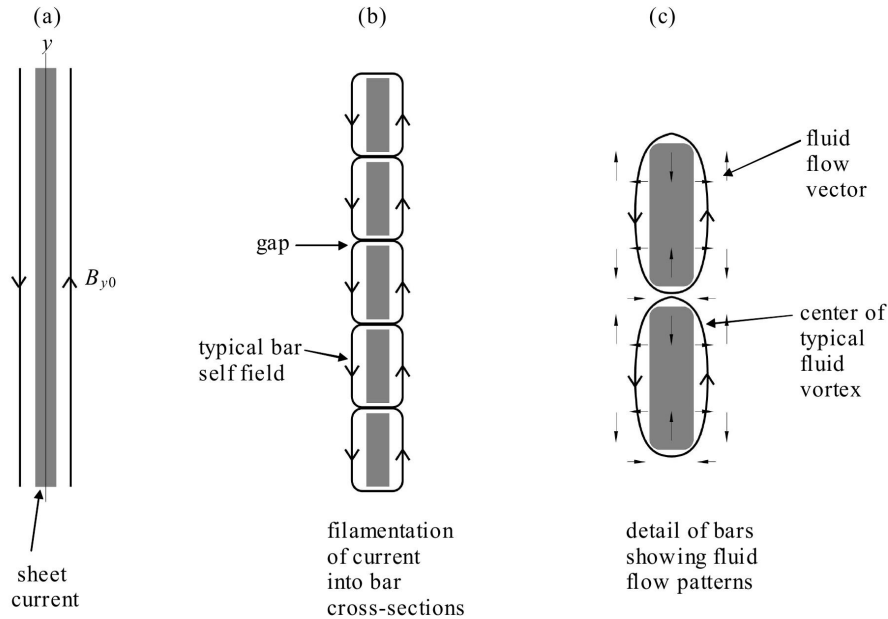 (a)
y
B_{y0}
sheet
current
(b)
gap
typical bar
self field
filamentation
of current
into bar
cross-sections
(c)
fluid
flow
vector
center of
typical
fluid
vortex
detail of bars
showing fluid
flow patterns